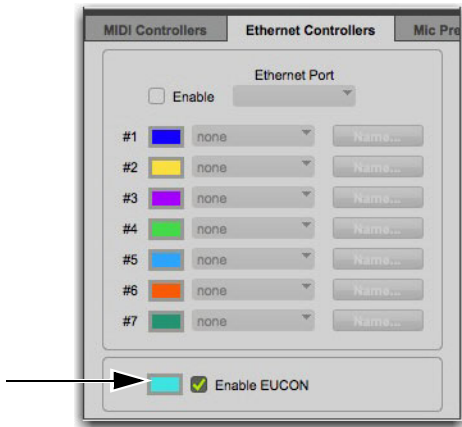 MIDI Controllers Ethernet Controllers Mic Pre
Ethernet Port
Enable
#1 none Name...
#2 none Name...
#3 none Name...
#4 none Name...
#5 none Name...
#6 none Name...
#7 none Name...
Enable EUCON